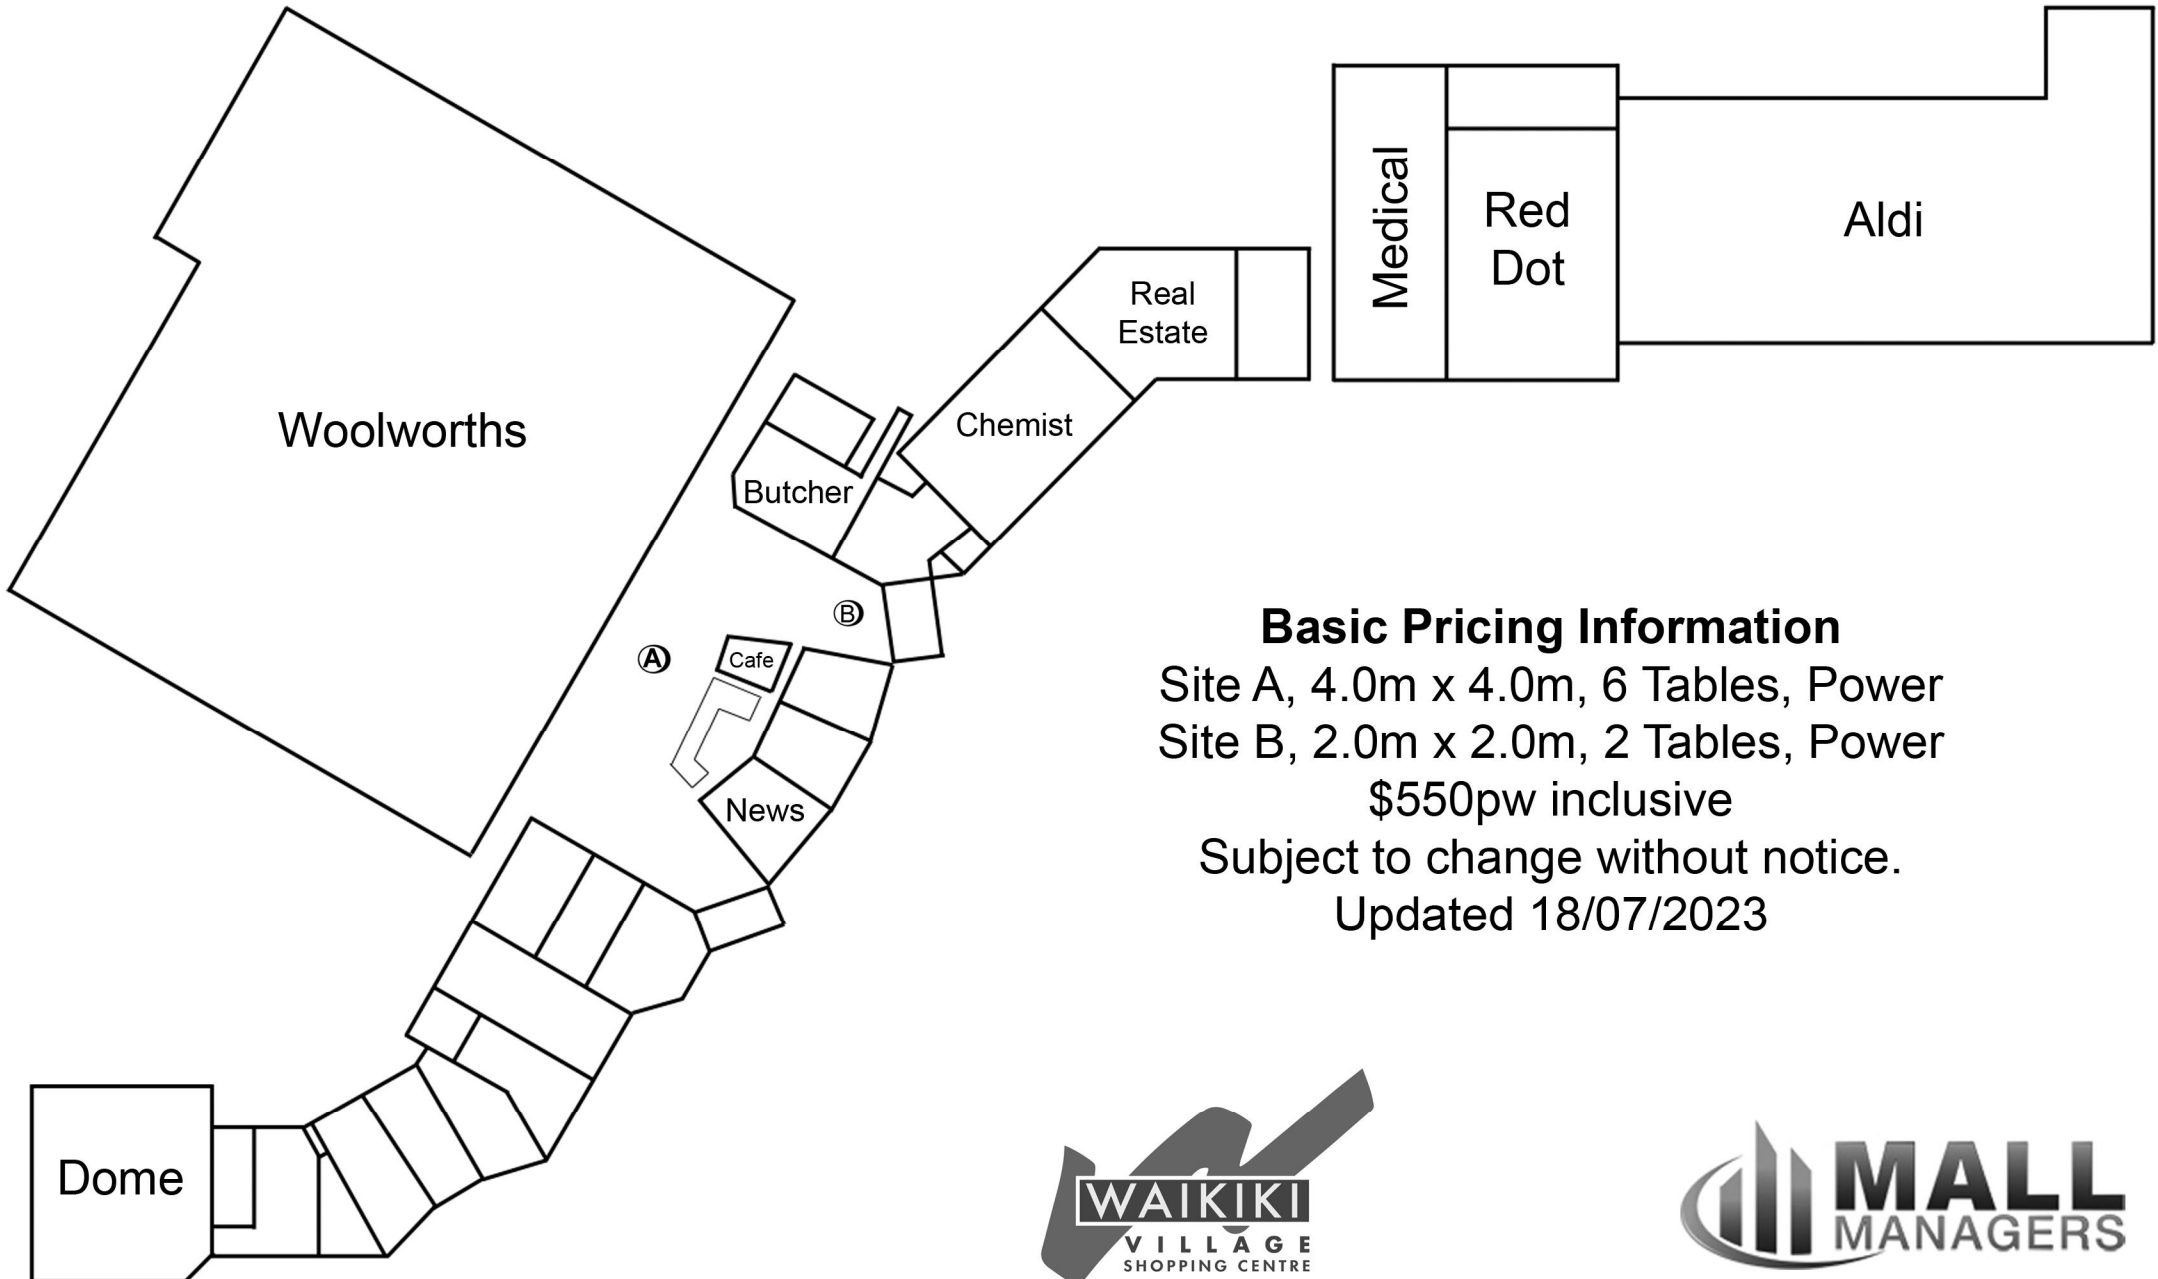 Woolworths
Medical
Red
Dot
Aldi
Real
Estate
Chemist
Butcher
B
A
Cafe
News
Dome
Basic Pricing Information
Site A, 4.0m x 4.0m, 6 Tables, Power
Site B, 2.0m x 2.0m, 2 Tables, Power
$550pw inclusive
Subject to change without notice.
Updated 18/07/2023
WAIKIKI
VILLAGE
SHOPPING CENTRE
MALL
MANAGERS